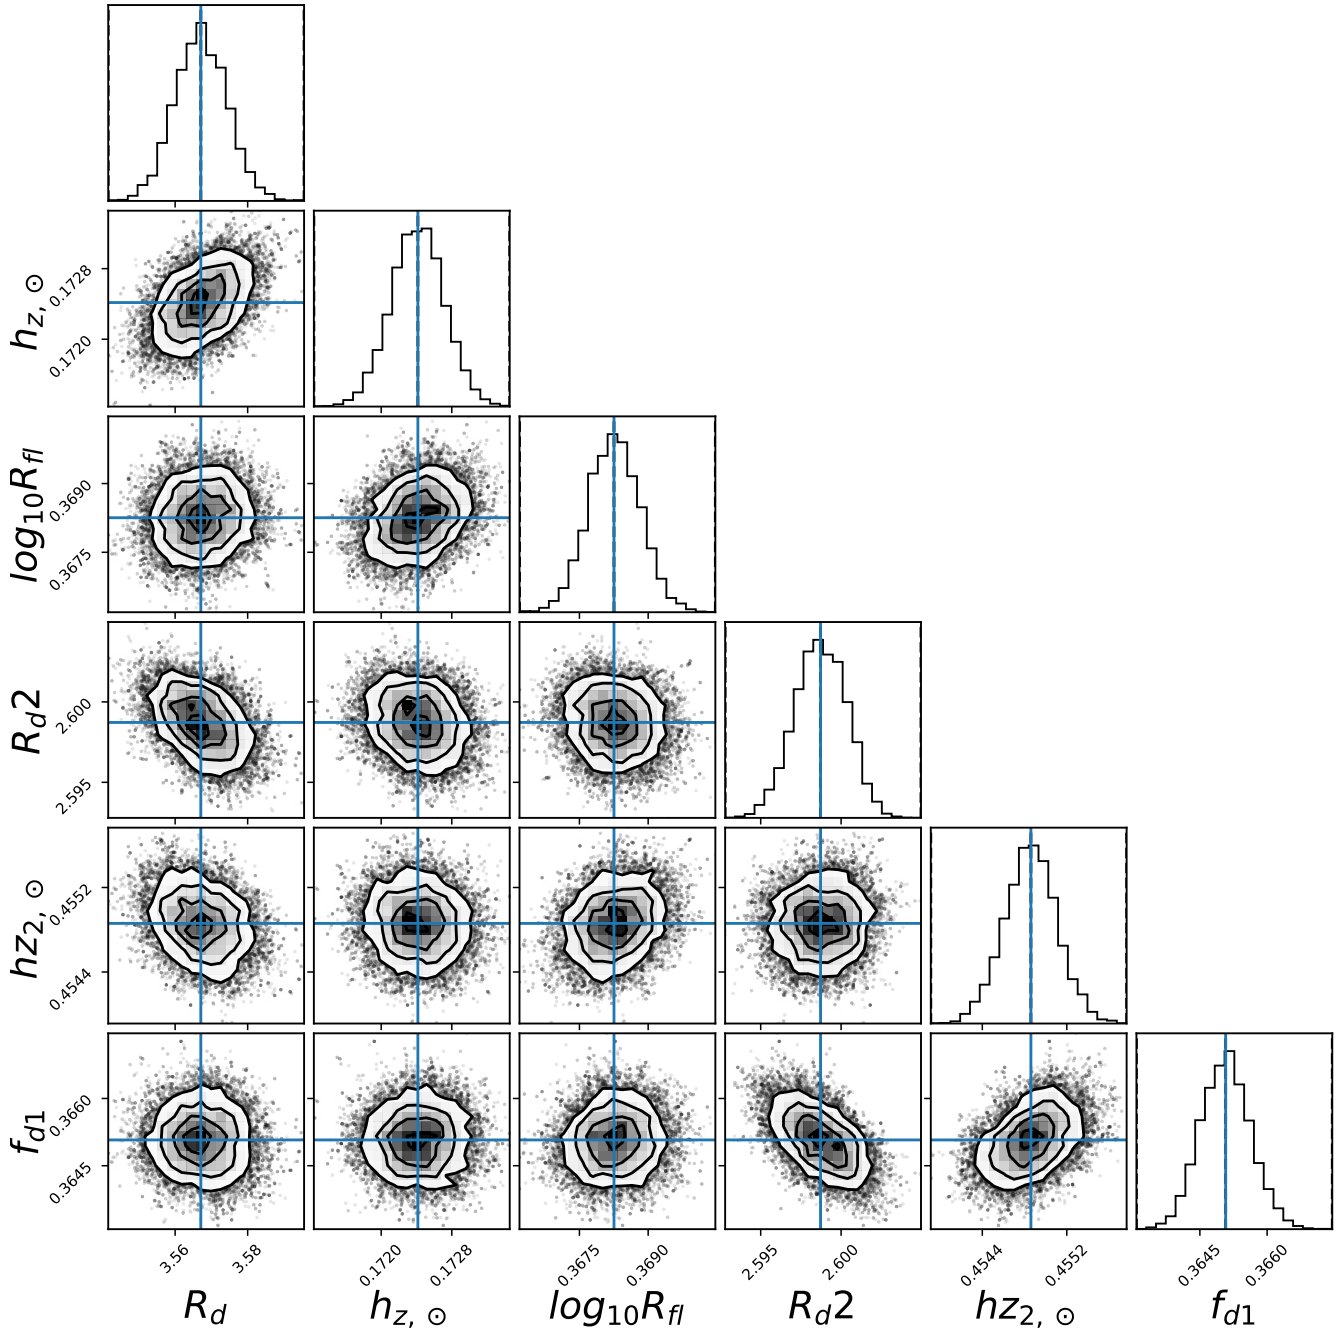 h_{z, ⊙}
0.1728
0.1720
log_{10}R_{fl}
0.3690
0.3675
R_d2
2.600
2.595
hz_{2, ⊙}
0.4552
0.4544
f_{d1}
0.3660
0.3645
3.56 3.58 0.1720 0.1728 0.3675 0.3690 2.595 2.600 0.4544 0.4552 0.3645 0.3660
R_d h_{z, ⊙} log_{10}R_{fl} R_d2 hz_{2, ⊙} f_{d1}